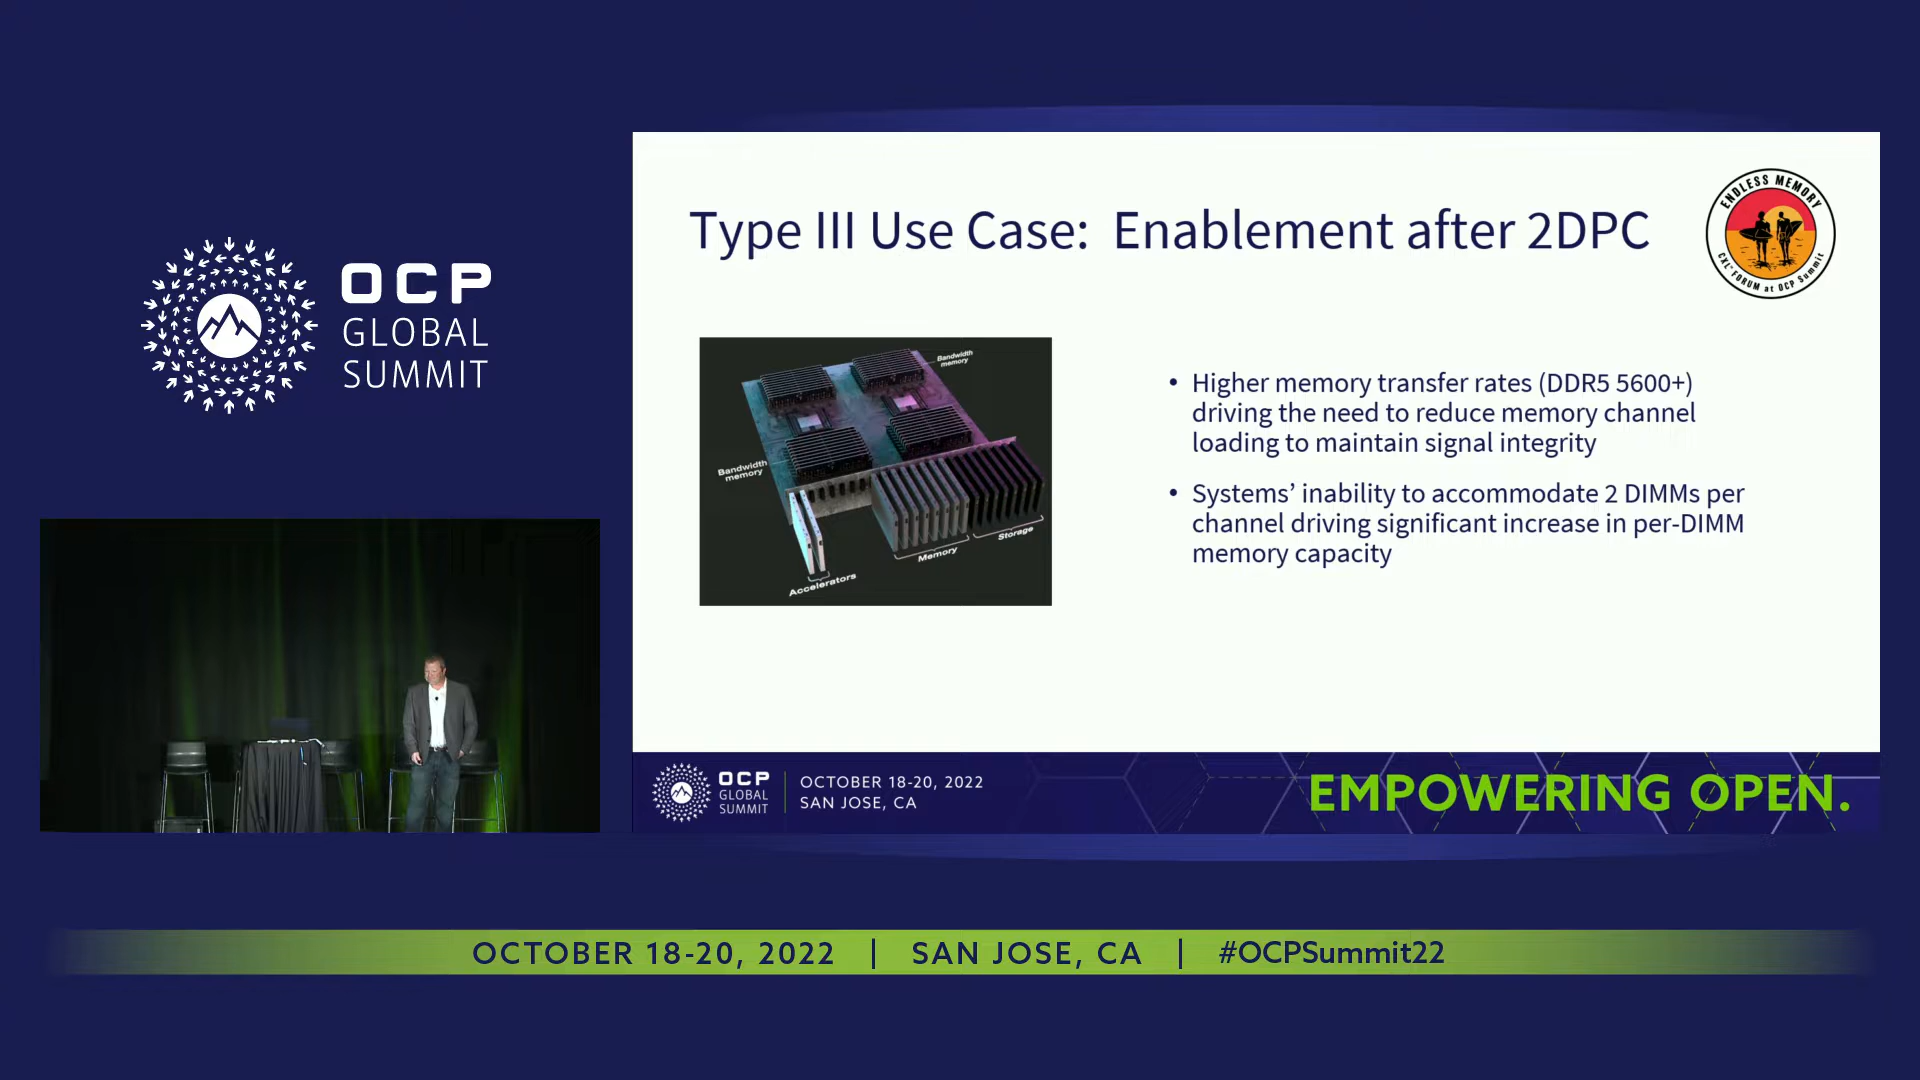 OCP
GLOBAL
SUMMIT
Type III Use Case: Enablement after 2DPC
ENDLESS MEMORY
CXL® FORUM at OCP Summit
Bandwidth
memory
Bandwidth
memory
Accelerators
Memory
Storage
• Higher memory transfer rates (DDR5 5600+)
driving the need to reduce memory channel
loading to maintain signal integrity
• Systems’ inability to accommodate 2 DIMMs per
channel driving significant increase in per-DIMM
memory capacity
OCP
GLOBAL
SUMMIT
OCTOBER 18-20, 2022
SAN JOSE, CA
EMPOWERING OPEN.
OCTOBER 18-20, 2022 | SAN JOSE, CA | #OCPSummit22